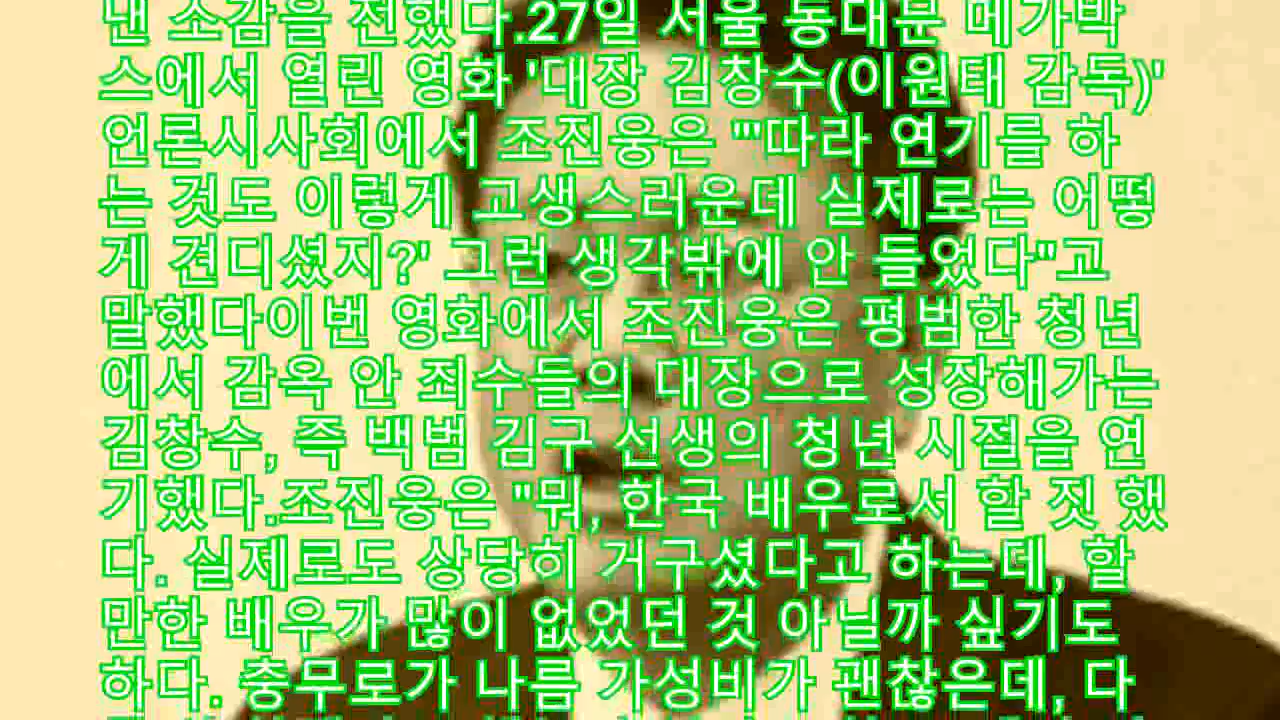 낸 소감을 전했다.27일 서울 동대문 메가박
스에서 열린 영화 '대장 김창수(이원태 감독)'
언론시사회에서 조진웅은 "'따라 연기를 하
는 것도 이렇게 고생스러운데 실제로는 어떻
게 견디셨지?' 그런 생각밖에 안 들었다"고
말했다이번 영화에서 조진웅은 평범한 청년
에서 감옥 안 죄수들의 대장으로 성장해가는
김창수, 즉 백범 김구 선생의 청년 시절을 연
기했다.조진웅은 "뭐, 한국 배우로서 할 짓 했
다. 실제로도 상당히 거구셨다고 하는데, 할
만한 배우가 많이 없었던 것 아닐까 싶기도
하다. 충무로가 나름 가성비가 괜찮은데, 다